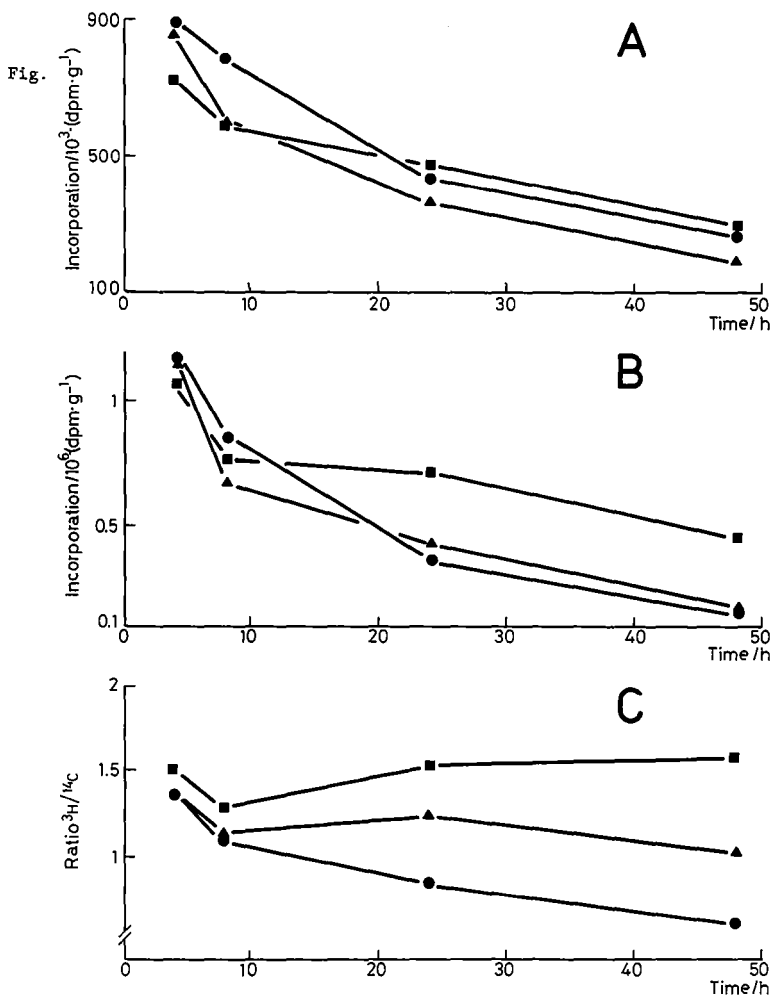 Fig.
A
900
500
100
Incorporation/10³·(dpm·g⁻¹)
0 10 20 30 40 50
Time/h
B
1
0.5
0.1
Incorporation/10⁶(dpm·g⁻¹)
0 10 20 30 40 50
Time/h
C
2
1.5
1
Ratio ³H/¹⁴C
0 10 20 30 40 50
Time/h